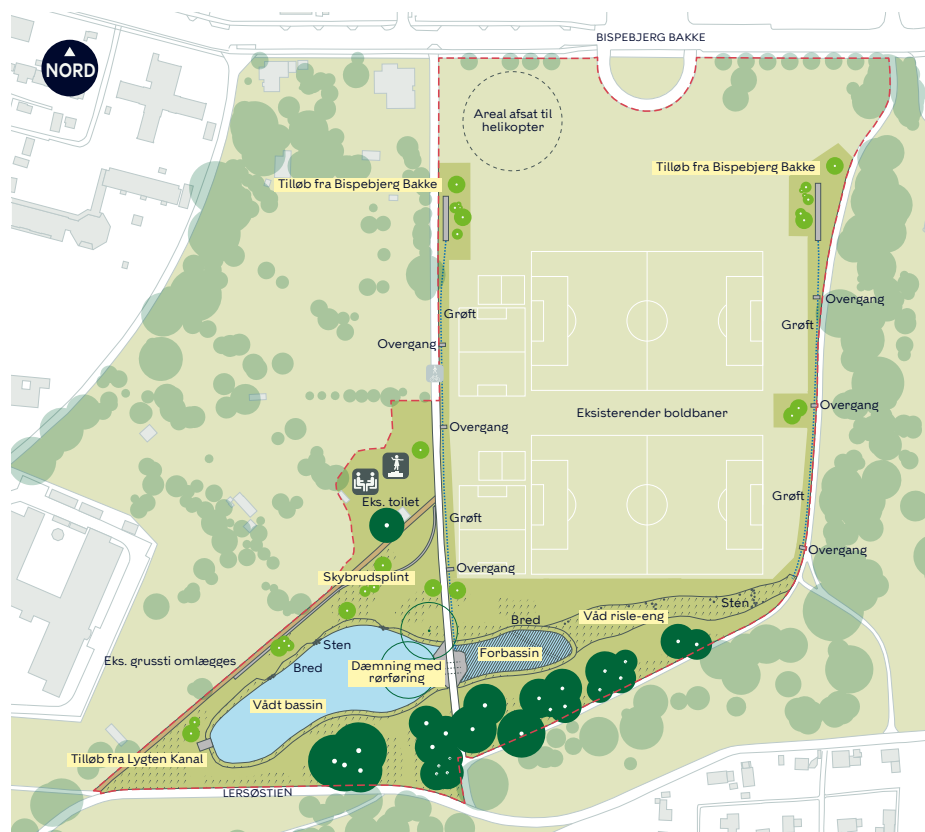 BISPEBJERG BAKKE
NORD
Areal afsat til
helikopter
Tilløb fra Bispebjerg Bakke
Tilløb fra Bispebjerg Bakke
Overgang
Grøft
Grøft
Overgang
Overgang
Eksisterender boldbaner
Overgang
Eks. toilet
Grøft
Grøft
Overgang
Overgang
Skybrudsplint
Sten
Våd risle-eng
Bred
Sten
Forbassin
Eks. grussti omlægges
Bred
Dæmning med
rørføring
Vådt bassin
Tilløb fra Lygten Kanal
LERSØSTIEN